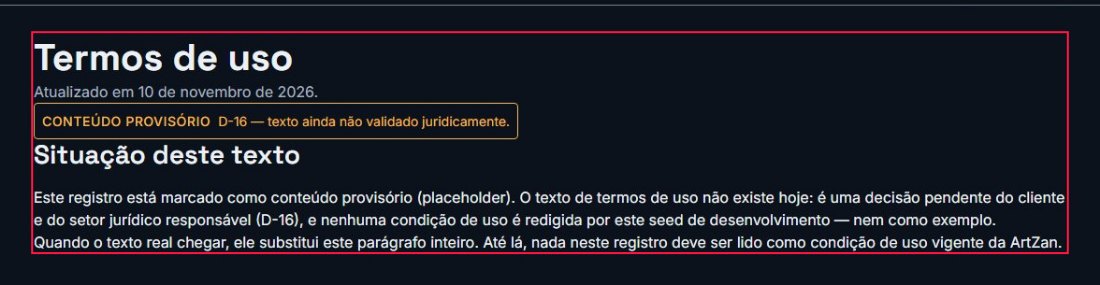 Termos de uso
Atualizado em 10 de novembro de 2026.
CONTEÚDO PROVISÓRIO D-16 — texto ainda não validado juridicamente.
Situação deste texto
Este registro está marcado como conteúdo provisório (placeholder). O texto de termos de uso não existe hoje: é uma decisão pendente do cliente
e do setor jurídico responsável (D-16), e nenhuma condição de uso é redigida por este seed de desenvolvimento — nem como exemplo.
Quando o texto real chegar, ele substitui este parágrafo inteiro. Até lá, nada neste registro deve ser lido como condição de uso vigente da ArtZan.